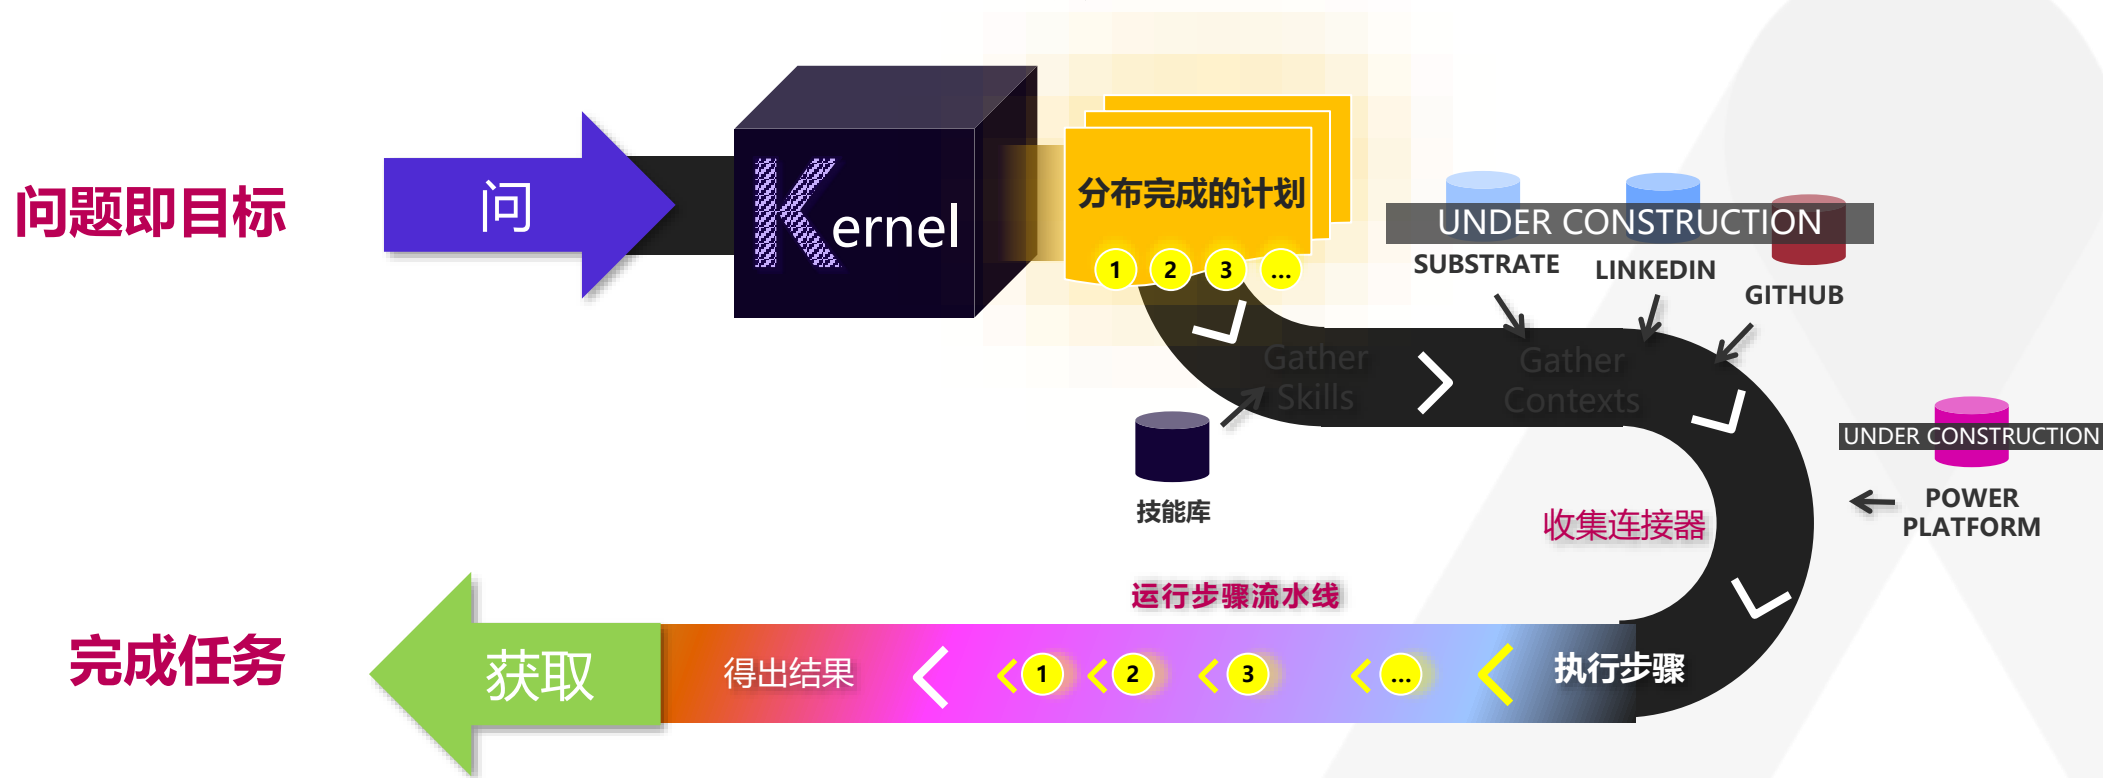 问题即目标
问
Kernel
分布完成的计划
1 2 3 ...
UNDER CONSTRUCTION
SUBSTRATE
LINKEDIN
GITHUB
Gather
Skills
Gather
Contexts
技能库
UNDER CONSTRUCTION
POWER
PLATFORM
收集连接器
运行步骤流水线
完成任务
获取
得出结果
1 2 3 ...
执行步骤